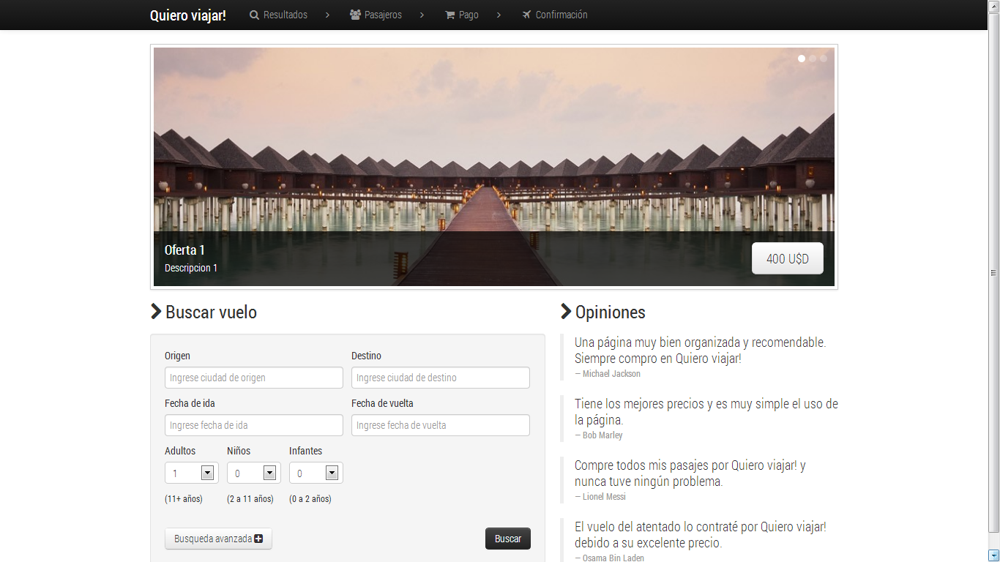 Quiero viajar! Resultados Pasajeros Pago Confirmación
Oferta 1
Descripcion 1
400 U$D
Buscar vuelo
Origen Destino
Ingrese ciudad de origen Ingrese ciudad de destino
Fecha de ida Fecha de vuelta
Ingrese fecha de ida Ingrese fecha de vuelta
Adultos Niños Infantes
1 0 0
(11+ años) (2 a 11 años) (0 a 2 años)
Busqueda avanzada Buscar
Opiniones
Una página muy bien organizada y recomendable.
Siempre compro en Quiero viajar!
— Michael Jackson
Tiene los mejores precios y es muy simple el uso de
la página.
— Bob Marley
Compre todos mis pasajes por Quiero viajar! y
nunca tuve ningún problema.
— Lionel Messi
El vuelo del atentado lo contraté por Quiero viajar!
debido a su excelente precio.
— Osama Bin Laden